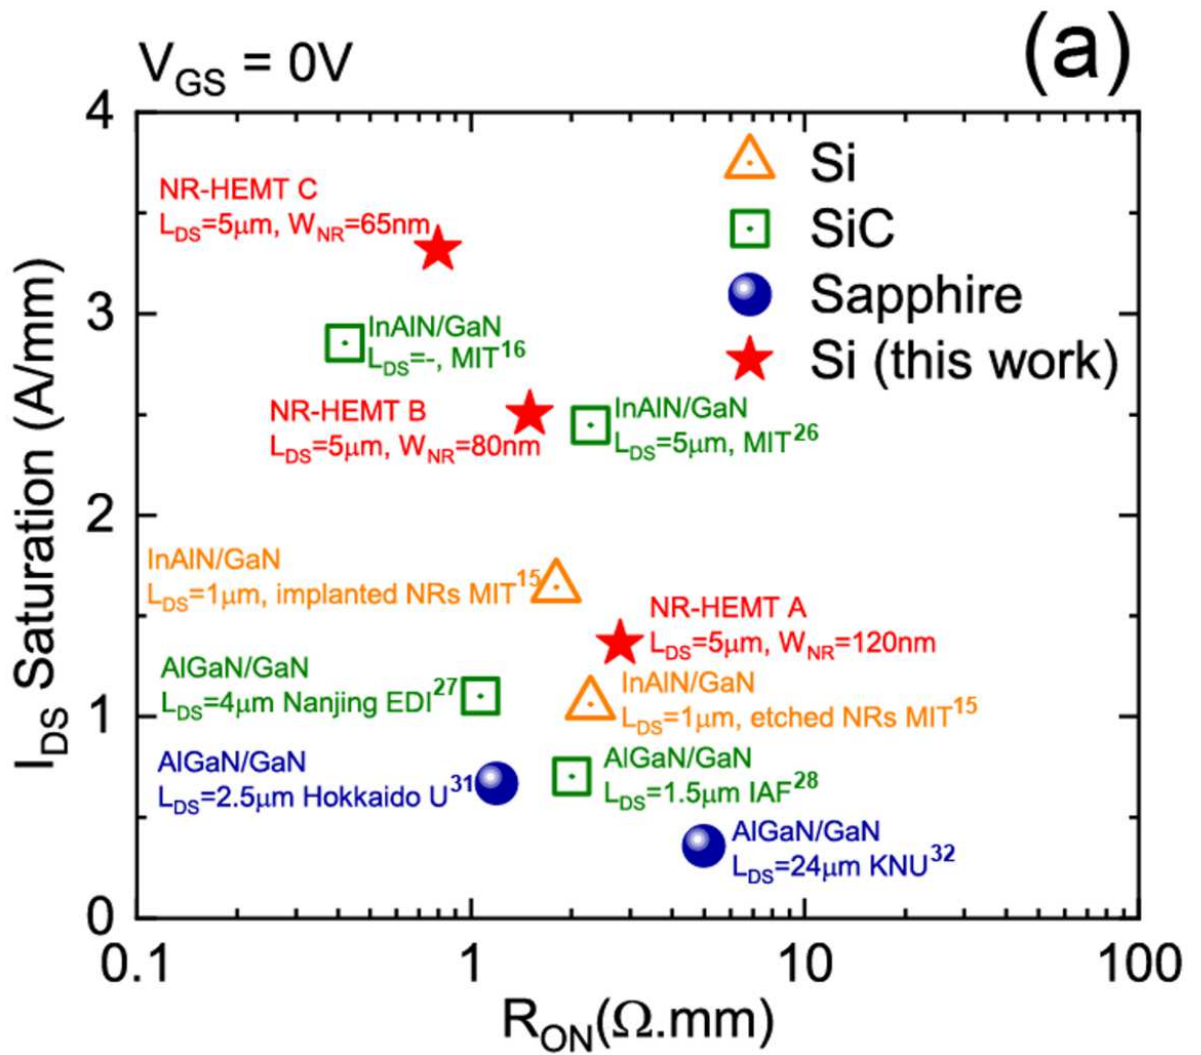 V_GS = 0V
(a)
4
3
2
1
0
I_DS Saturation (A/mm)
Si
SiC
Sapphire
Si (this work)
NR-HEMT C
L_DS=5μm, W_NR=65nm
InAlN/GaN
L_DS=-, MIT^16
NR-HEMT B
L_DS=5μm, W_NR=80nm
InAlN/GaN
L_DS=5μm, MIT^26
InAlN/GaN
L_DS=1μm, implanted NRs MIT^15
NR-HEMT A
L_DS=5μm, W_NR=120nm
AlGaN/GaN
L_DS=4μm Nanjing EDI^27
InAlN/GaN
L_DS=1μm, etched NRs MIT^15
AlGaN/GaN
L_DS=2.5μm Hokkaido U^31
AlGaN/GaN
L_DS=1.5μm IAF^28
AlGaN/GaN
L_DS=24μm KNU^32
0.1
1
10
100
R_ON(Ω.mm)